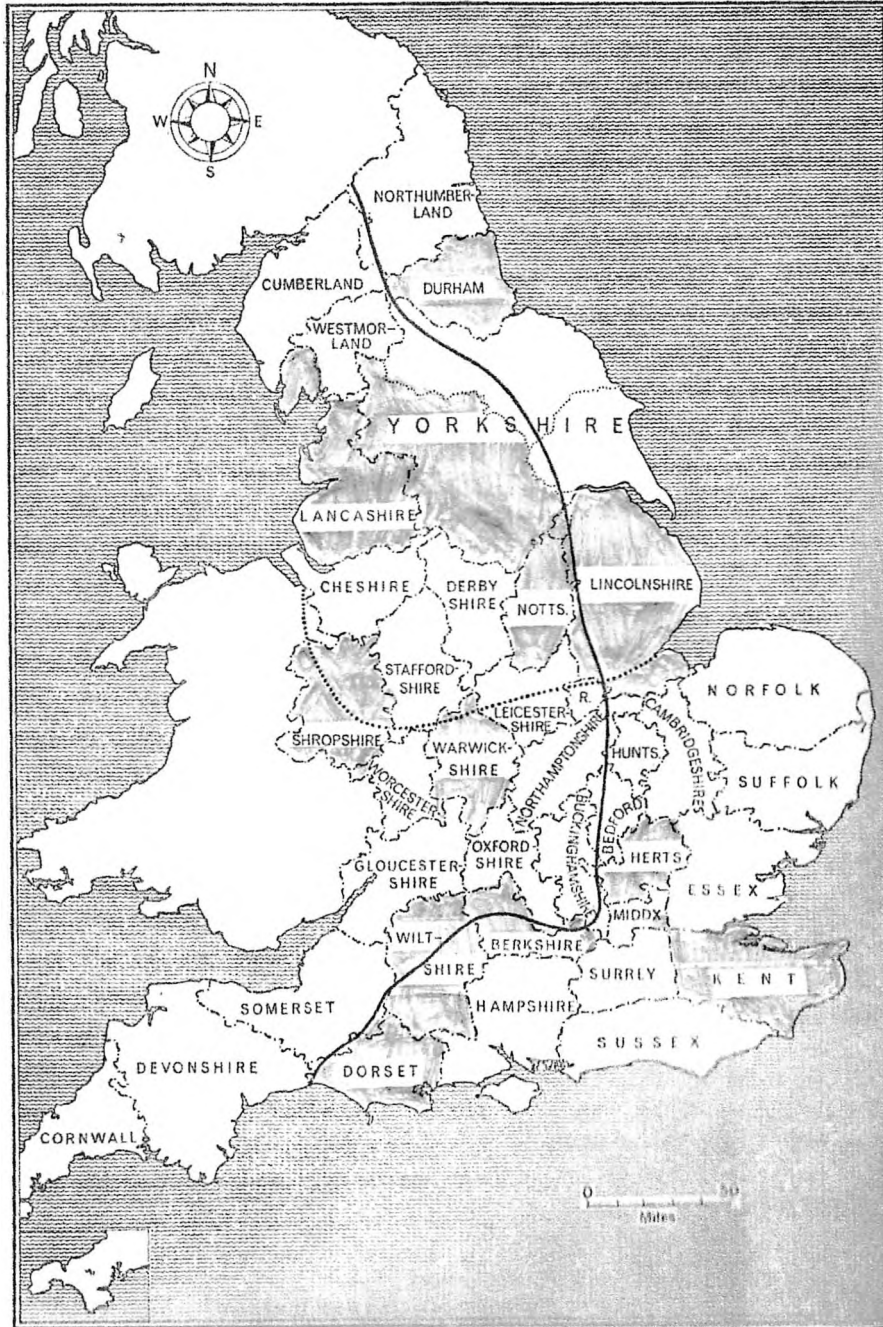 N
W E
S
NORTHUMBER-
LAND
CUMBERLAND
DURHAM
WESTMOR-
LAND
YORKSHIRE
LANCASHIRE
CHESHIRE
DERBY
SHIRE
NOTTS.
LINCOLNSHIRE
STAFFORD-
SHIRE
LEICESTER-
SHIRE
R.
NORFOLK
SHROPSHIRE
WARWICK-
SHIRE
NORTHAMPTONSHIRE
HUNTS.
CAMBRIDGESHIRE
SUFFOLK
WORCESTER-
SHIRE
BUCKINGHAMSHIRE
BEDFORD
OXFORD
SHIRE
GLOUCESTER-
SHIRE
HERTS
ESSEX
MIDDX.
WILT-
SHIRE
BERKSHIRE
SURREY
KENT
SOMERSET
HAMPSHIRE
SUSSEX
DEVONSHIRE
DORSET
CORNWALL
0 50
Miles